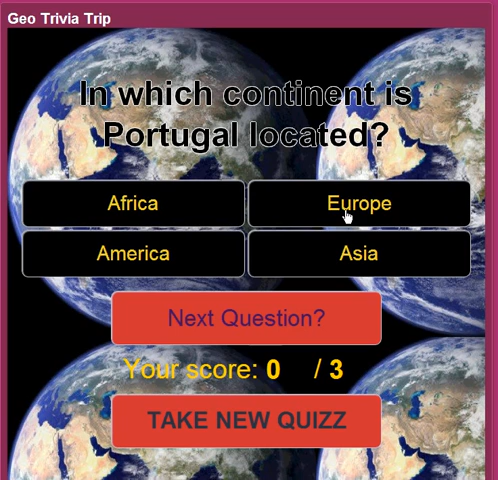 Geo Trivia Trip
In which continent is
Portugal located?
Africa
Europe
America
Asia
Next Question?
Your score: 0 / 3
TAKE NEW QUIZZ